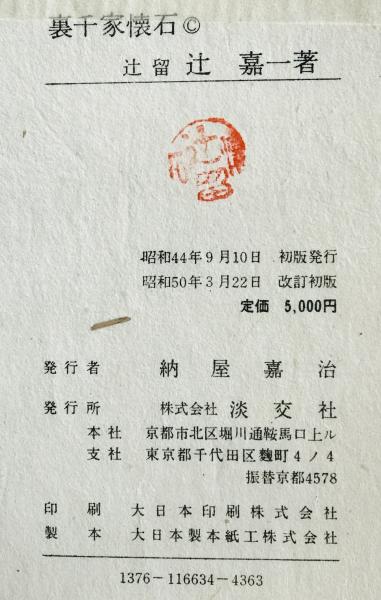 裏千家懐石©
辻留 辻嘉一著
昭和44年9月10日 初版発行
昭和50年3月22日 改訂初版
定価 5,000円
発行者 納屋嘉治
発行所 株式会社 淡交社
本社 京都市北区堀川通鞍馬口上ル
支社 東京都千代田区麴町4ノ4
振替京都4578
印刷 大日本印刷株式会社
製本 大日本製本紙工株式会社
1376-116634-4363